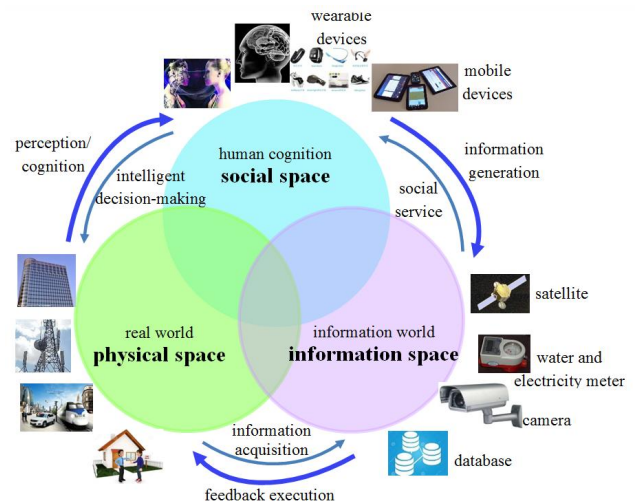 wearable
devices
mobile
devices
perception/
cognition
human cognition
social space
information
generation
intelligent
decision-making
social
service
satellite
real world
physical space
information world
information space
water and
electricity meter
camera
information
acquisition
database
feedback execution